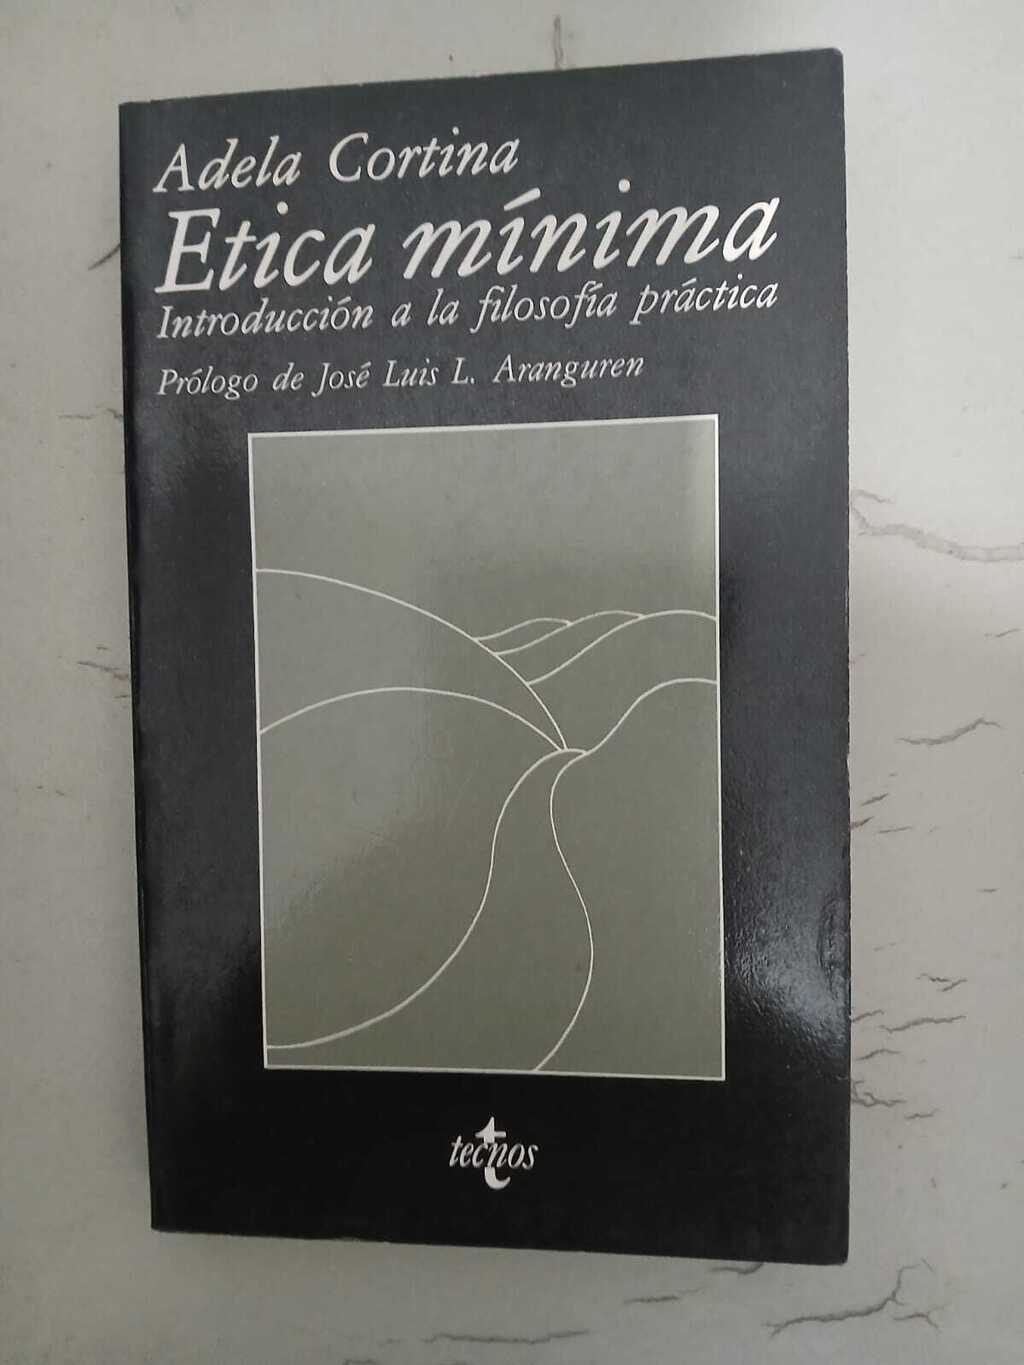 Adela Cortina
Etica mínima
Introducción a la filosofía práctica
Prólogo de José Luis L. Aranguren
tecnos